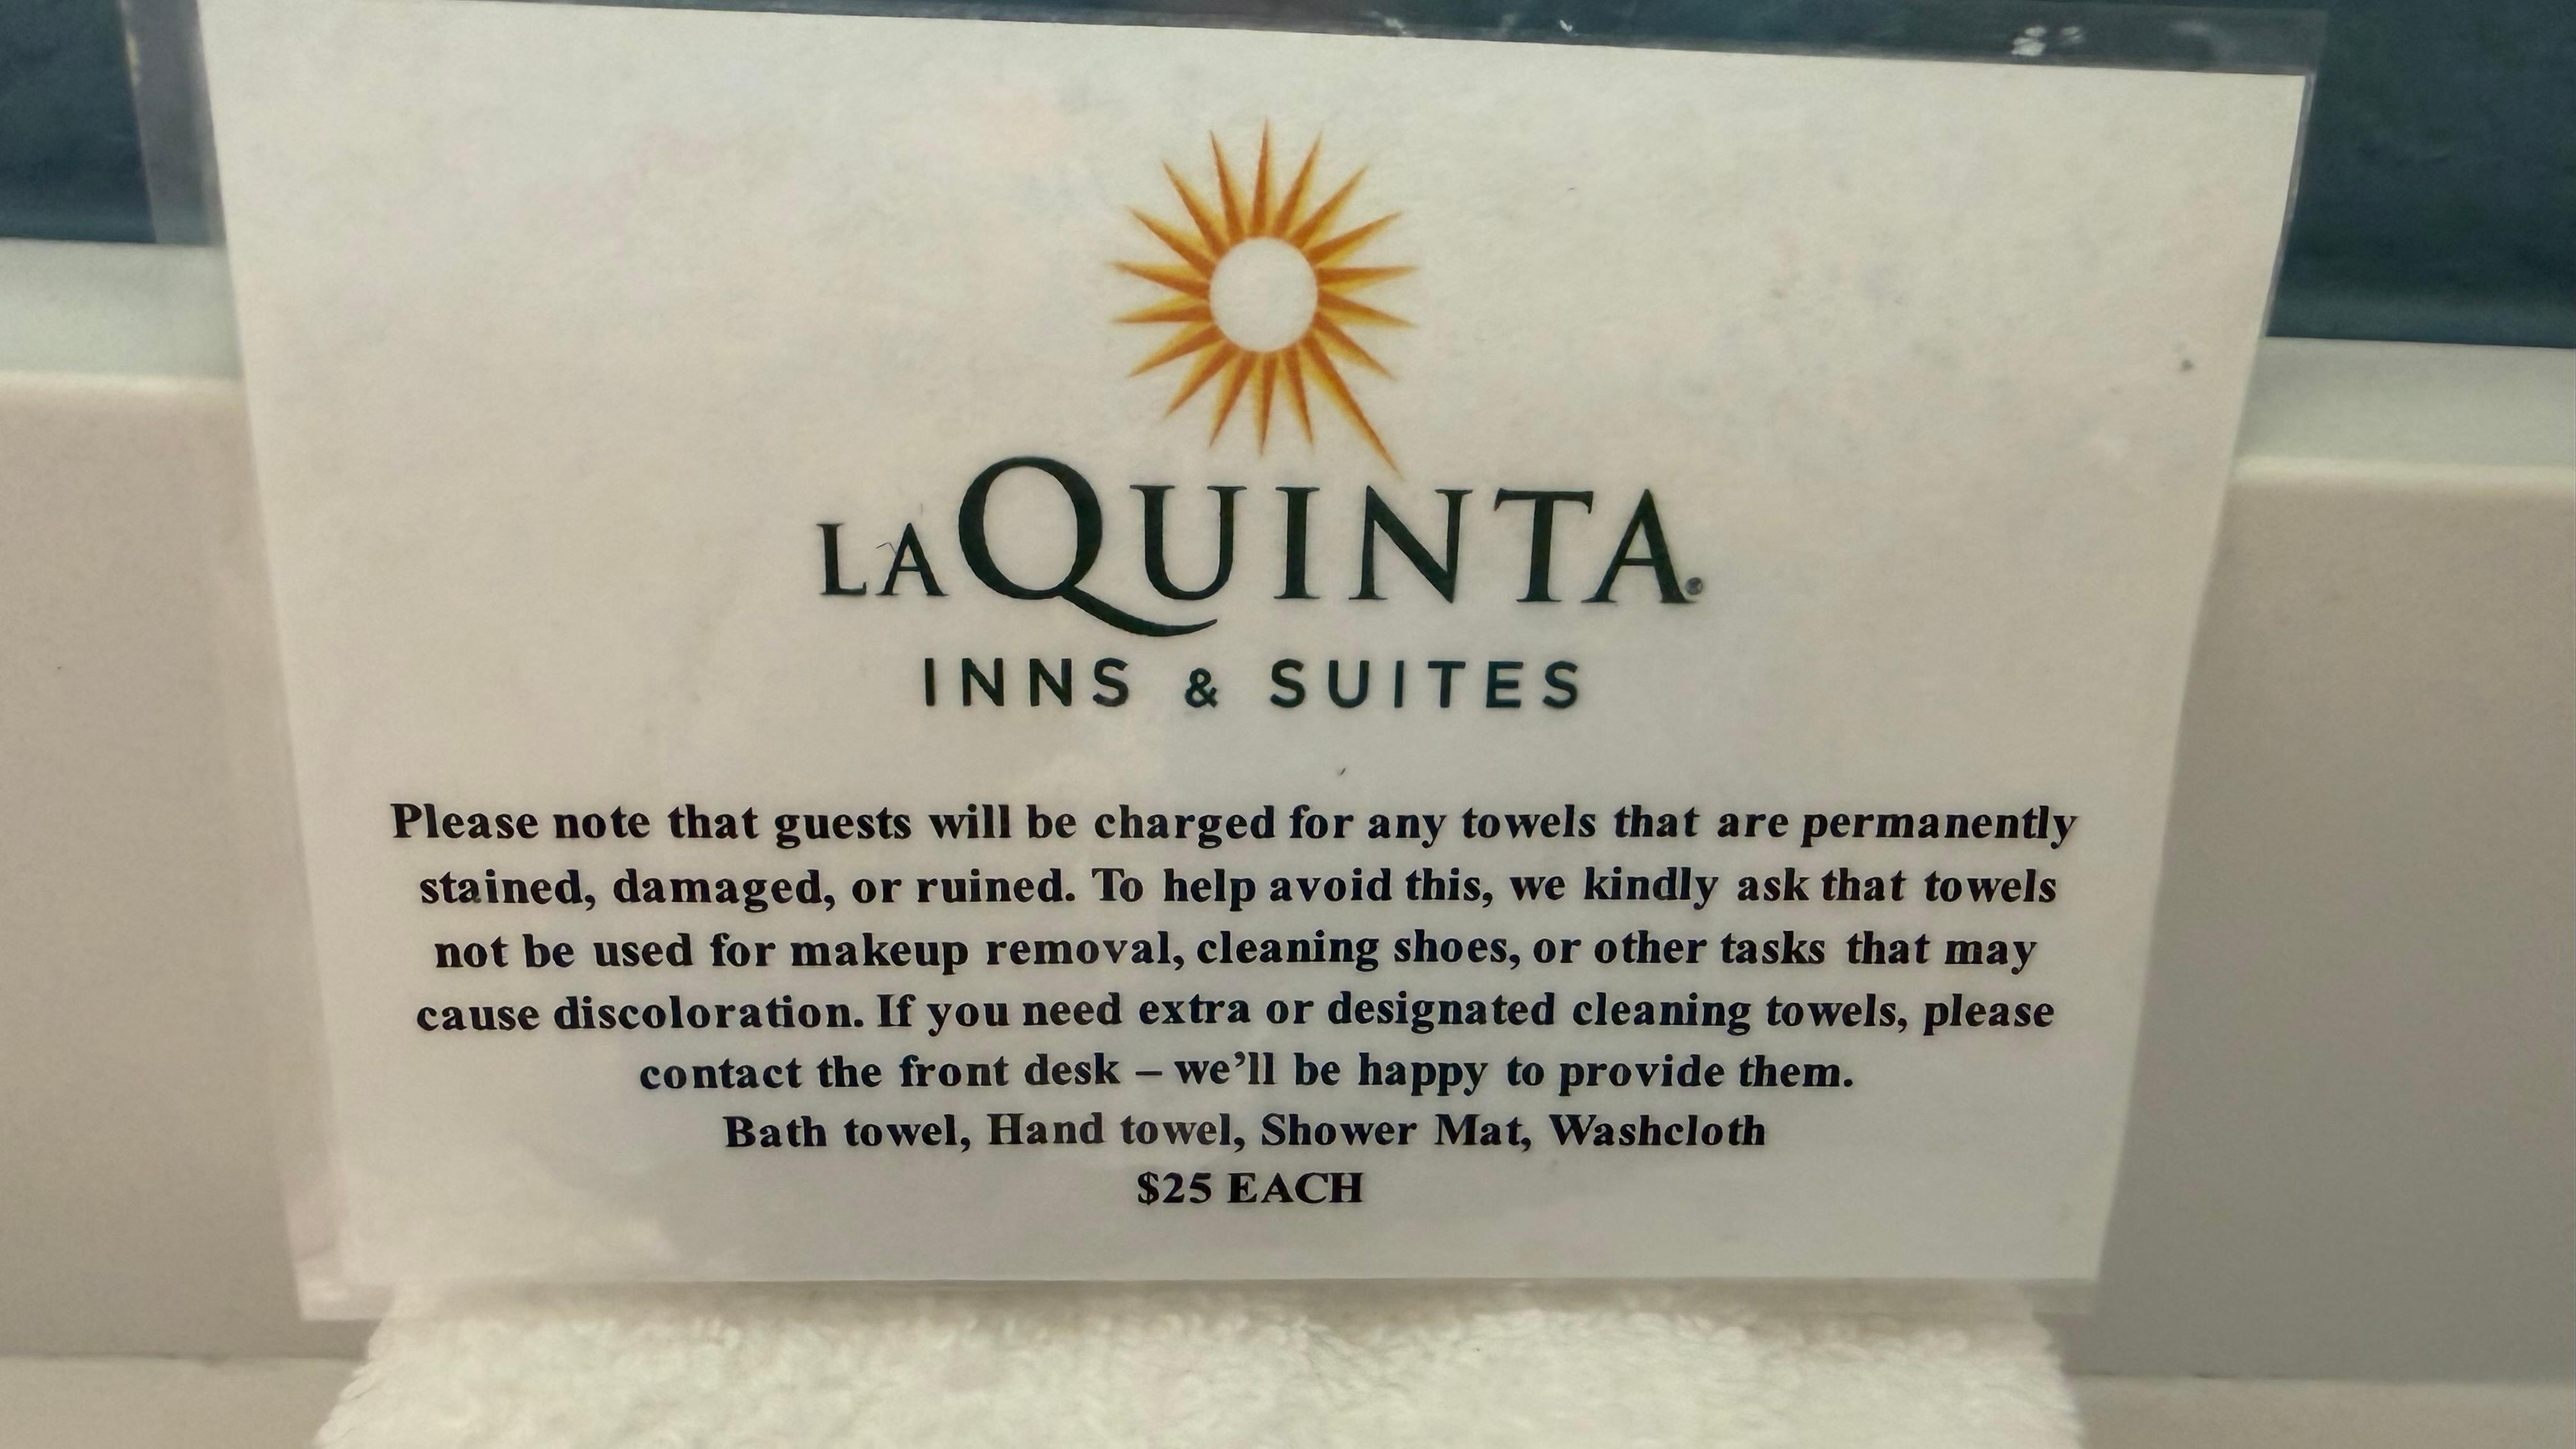 LA QUINTA®
INNS & SUITES
Please note that guests will be charged for any towels that are permanently
stained, damaged, or ruined. To help avoid this, we kindly ask that towels
not be used for makeup removal, cleaning shoes, or other tasks that may
cause discoloration. If you need extra or designated cleaning towels, please
contact the front desk – we’ll be happy to provide them.
Bath towel, Hand towel, Shower Mat, Washcloth
$25 EACH